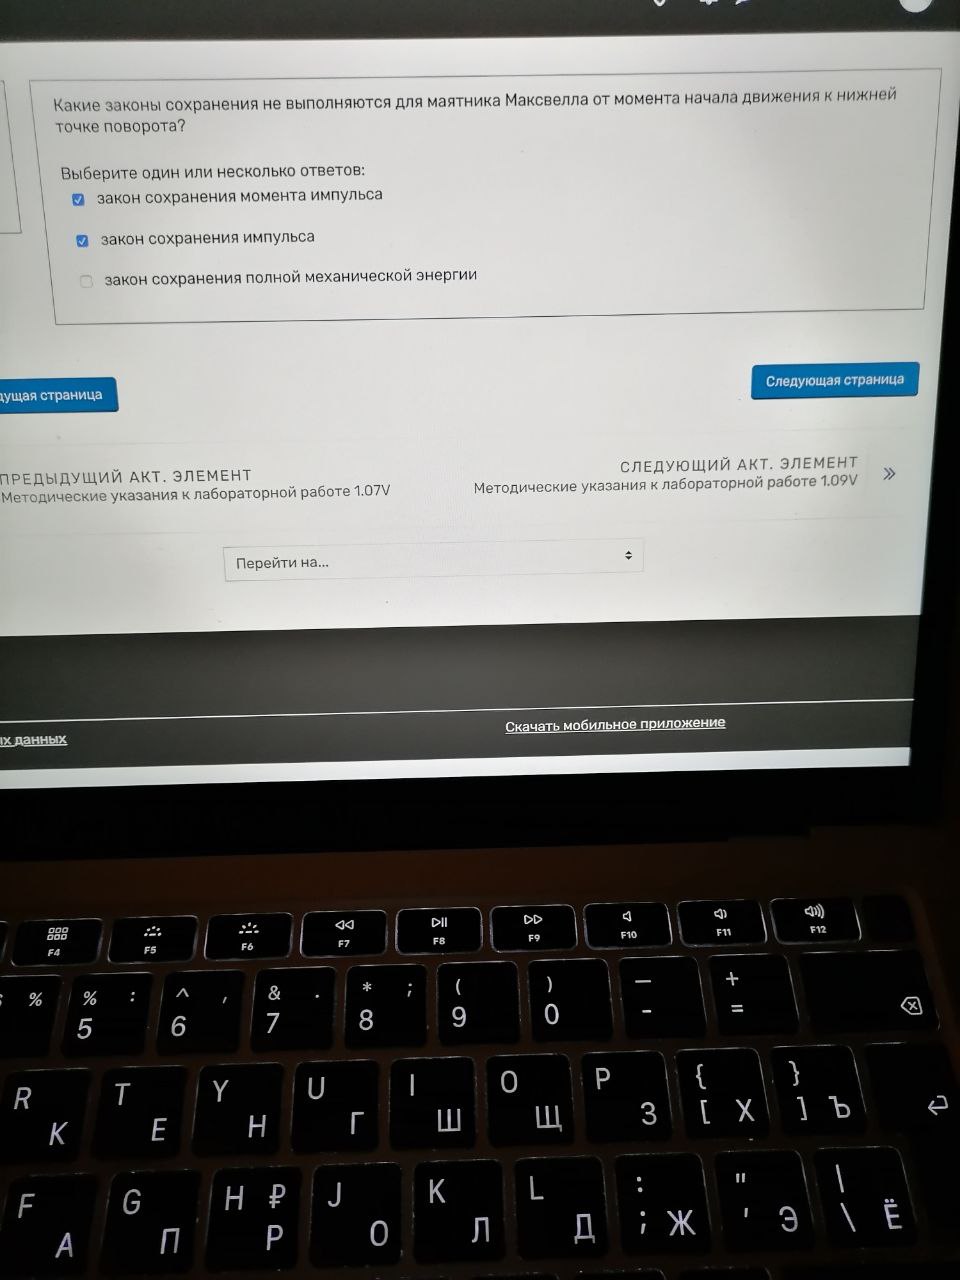 Какие законы сохранения не выполняются для маятника Максвелла от момента начала движения к нижней
точке поворота?
Выберите один или несколько ответов:
закон сохранения момента импульса
закон сохранения импульса
закон сохранения полной механической энергии
дущая страница
Следующая страница
ПРЕДЫДУЩИЙ АКТ. ЭЛЕМЕНТ
Методические указания к лабораторной работе 1.07V
СЛЕДУЮЩИЙ АКТ. ЭЛЕМЕНТ
Методические указания к лабораторной работе 1.09V
Перейти на...
ых данных
Скачать мобильное приложение
F4 F5 F6 F7 F8 F9 F10 F11 F12
% % : ^ , & . * ; ( ) — +
5 6 7 8 9 0 - =
R T Y U I O P { }
К Е Н Г Ш Щ З [ Х ] Ъ
F G H ₽ J K L : " |
А П Р О Л Д ; Ж ' Э \ Ё